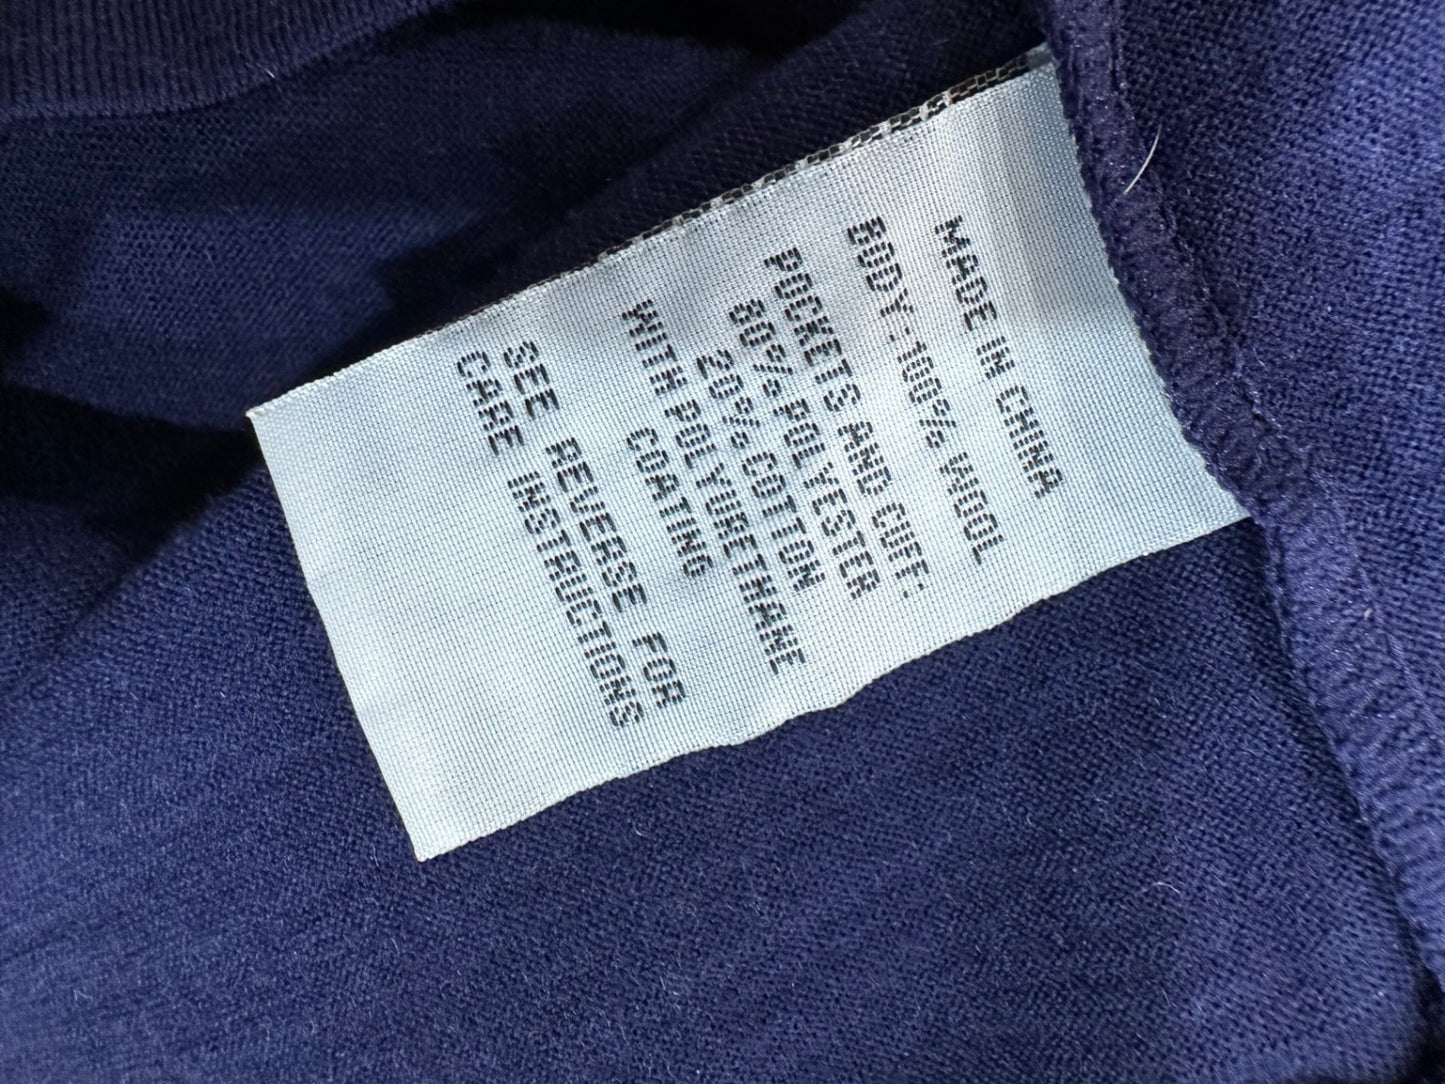 MADE IN CHINA
BODY:100% WOOL
POCKETS AND CUFF:
80% POLYESTER
20% COTTON
WITH POLYURETHANE
COATING
SEE REVERSE FOR
CARE INSTRUCTIONS